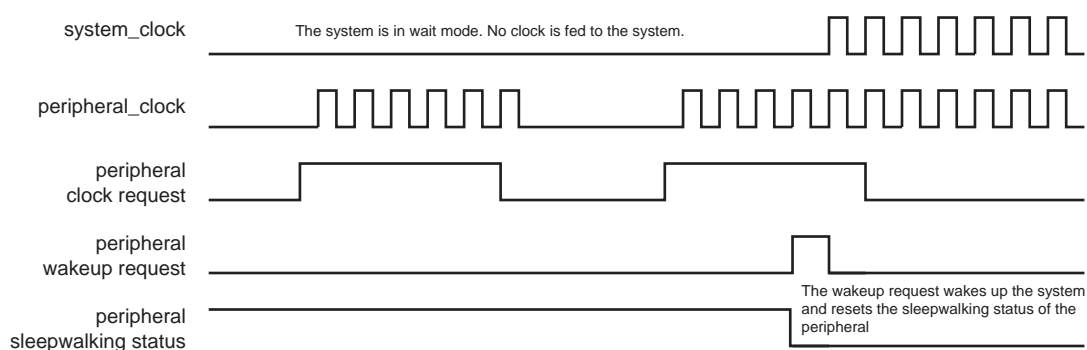 system_clock
The system is in wait mode. No clock is fed to the system.
peripheral_clock
peripheral
clock request
peripheral
wakeup request
The wakeup request wakes up the system
and resets the sleepwalking status of the
peripheral
peripheral
sleepwalking status